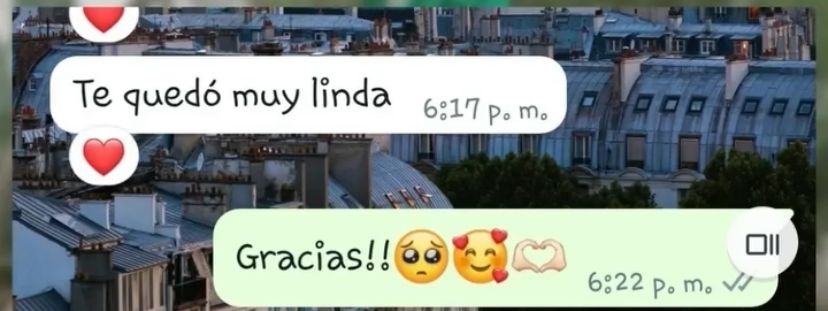 Te quedó muy linda 6:17 p. m.
Gracias!!🥺🥰🫶🏻 6:22 p. m.